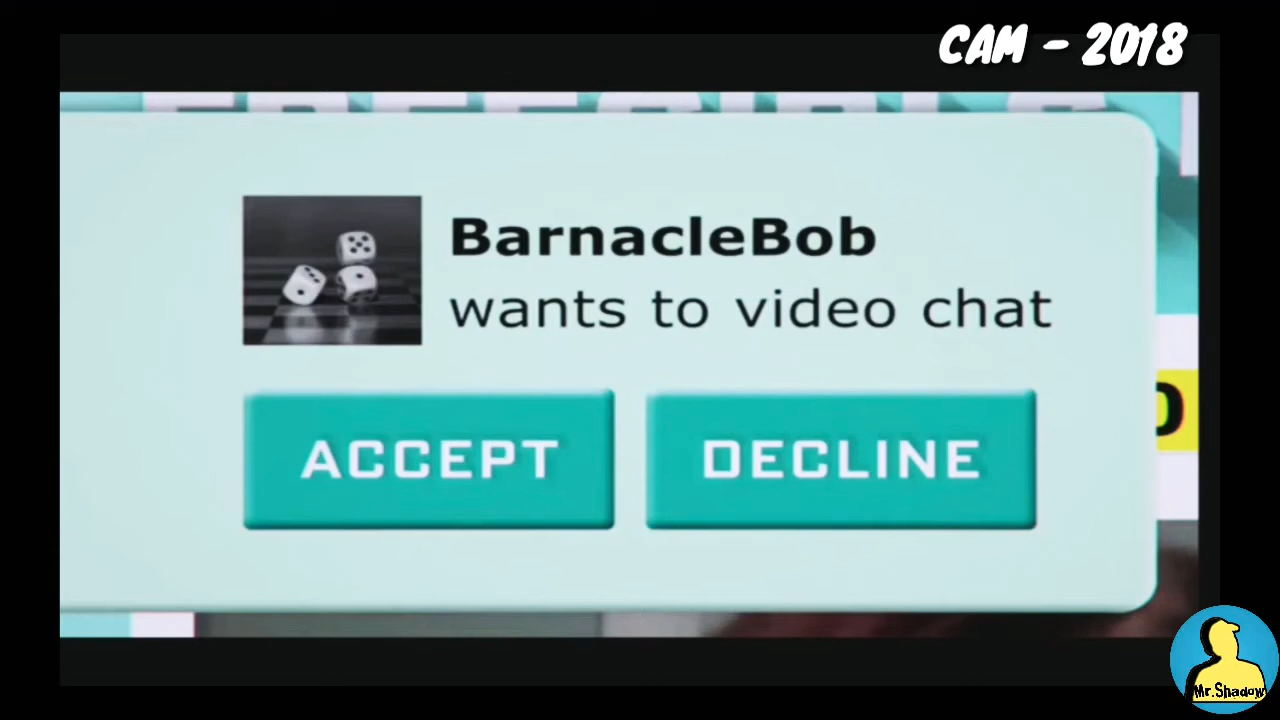 CAM - 2018
BarnacleBob
wants to video chat
ACCEPT
DECLINE
Mr.Shadow